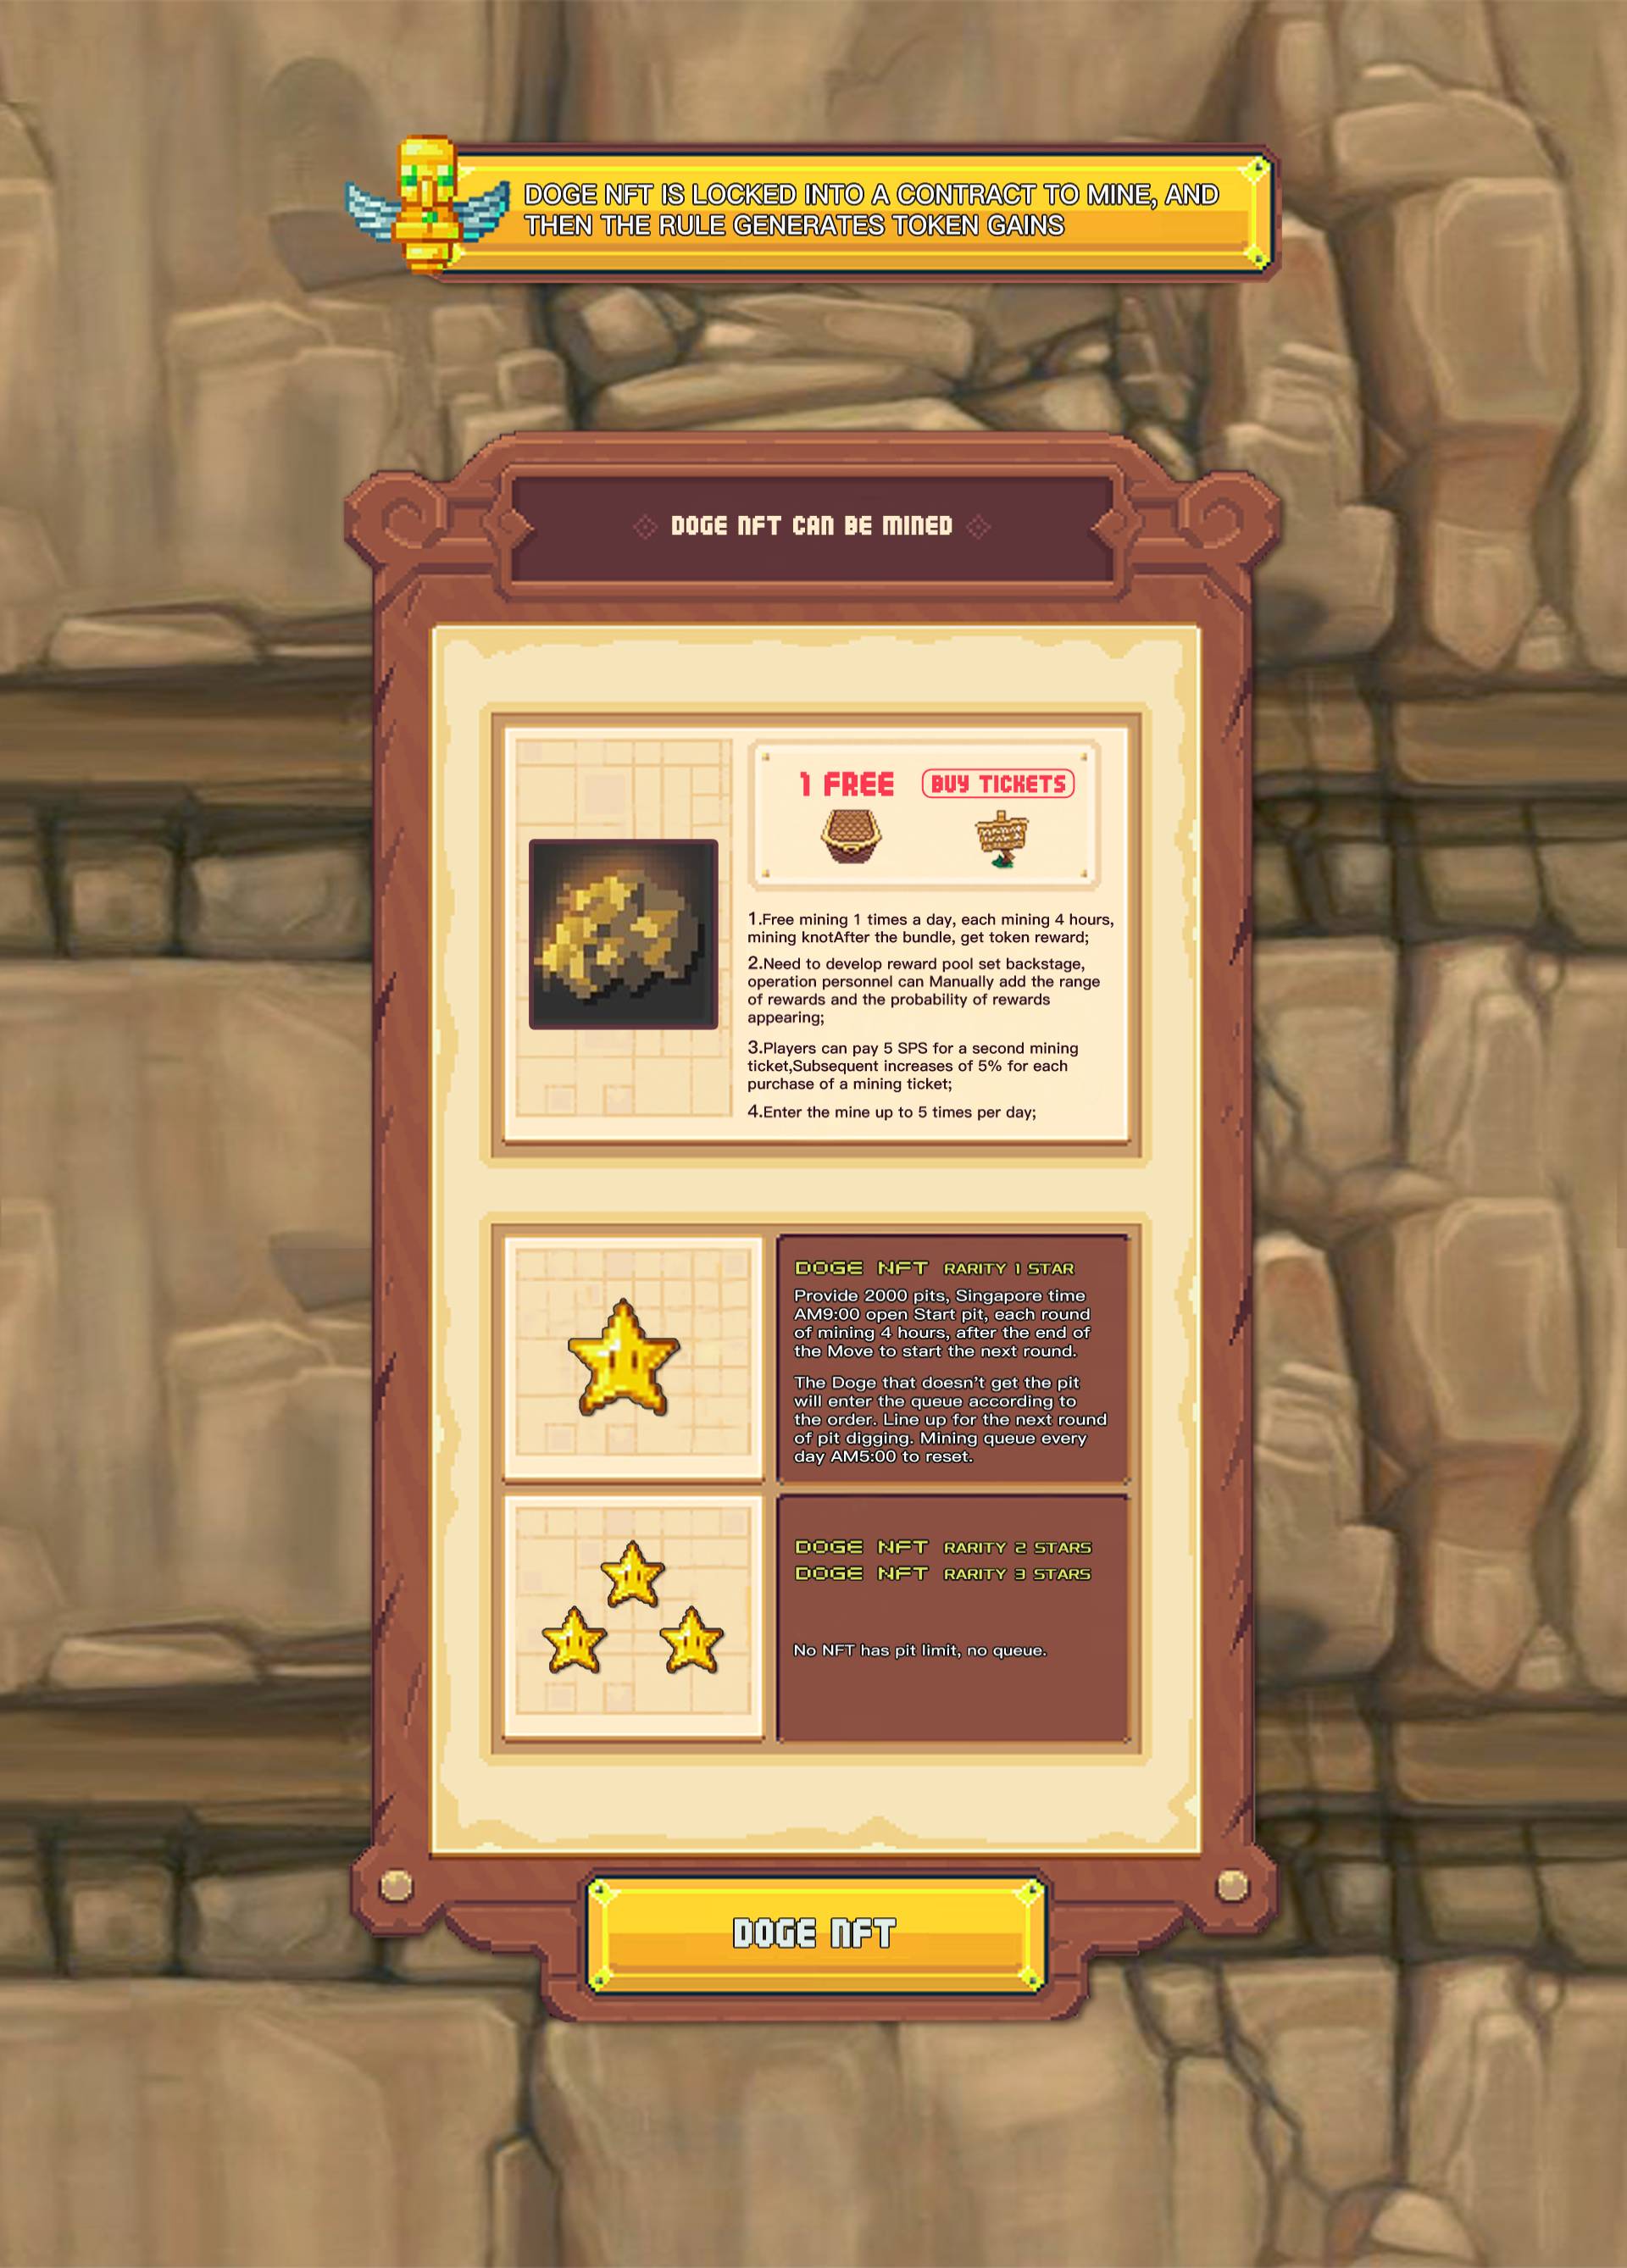 DOGE NFT IS LOCKED INTO A CONTRACT TO MINE, AND
THEN THE RULE GENERATES TOKEN GAINS
DOGE NFT CAN BE MINED
1 FREE
BUY TICKETS
1.Free mining 1 times a day, each mining 4 hours,
mining knotAfter the bundle, get token reward;
2.Need to develop reward pool set backstage,
operation personnel can Manually add the range
of rewards and the probability of rewards
appearing;
3.Players can pay 5 SPS for a second mining
ticket,Subsequent increases of 5% for each
purchase of a mining ticket;
4.Enter the mine up to 5 times per day;
DOGE NFT RARITY 1 STAR
Provide 2000 pits, Singapore time
AM9:00 open Start pit, each round
of mining 4 hours, after the end of
the Move to start the next round.
The Doge that doesn't get the pit
will enter the queue according to
the order. Line up for the next round
of pit digging. Mining queue every
day AM5:00 to reset.
DOGE NFT RARITY 2 STARS
DOGE NFT RARITY 3 STARS
No NFT has pit limit, no queue.
DOGE NFT